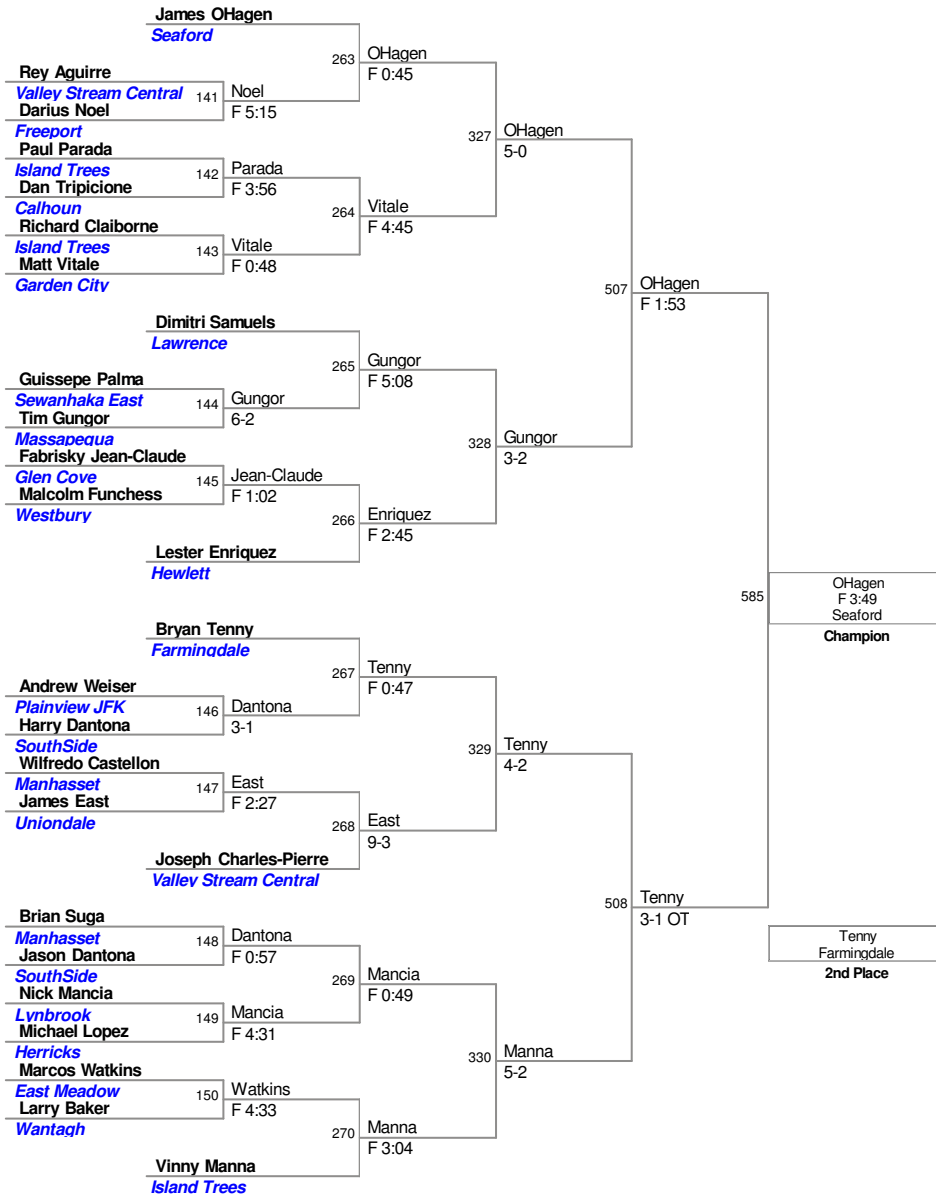 James OHagen
Seaford
263
OHagen
F 0:45
Rey Aguirre
Valley Stream Central
141
Noel
F 5:15
Darius Noel
Freeport
327
OHagen
5-0
Paul Parada
Island Trees
142
Parada
F 3:56
Dan Tripicione
Calhoun
264
Vitale
F 4:45
Richard Claiborne
Island Trees
143
Vitale
F 0:48
Matt Vitale
Garden City
507
OHagen
F 1:53
Dimitri Samuels
Lawrence
265
Gungor
F 5:08
Guissepe Palma
Sewanhaka East
144
Gungor
6-2
Tim Gungor
Massapequa
328
Gungor
3-2
Fabrisky Jean-Claude
Glen Cove
145
Jean-Claude
F 1:02
Malcolm Funchess
Westbury
266
Enriquez
F 2:45
Lester Enriquez
Hewlett
585
OHagen
F 3:49
Seaford
Champion
Bryan Tenny
Farmingdale
267
Tenny
F 0:47
Andrew Weiser
Plainview JFK
146
Dantona
3-1
Harry Dantona
SouthSide
329
Tenny
4-2
Wilfredo Castellon
Manhasset
147
East
F 2:27
James East
Uniondale
268
East
9-3
Joseph Charles-Pierre
Valley Stream Central
508
Tenny
3-1 OT
Brian Suga
Manhasset
148
Dantona
F 0:57
Jason Dantona
SouthSide
269
Mancia
F 0:49
Nick Mancia
Lynbrook
149
Mancia
F 4:31
Michael Lopez
Herricks
330
Manna
5-2
Marcos Watkins
East Meadow
150
Watkins
F 4:33
Larry Baker
Wantagh
270
Manna
F 3:04
Vinny Manna
Island Trees
Tenny
Farmingdale
2nd Place